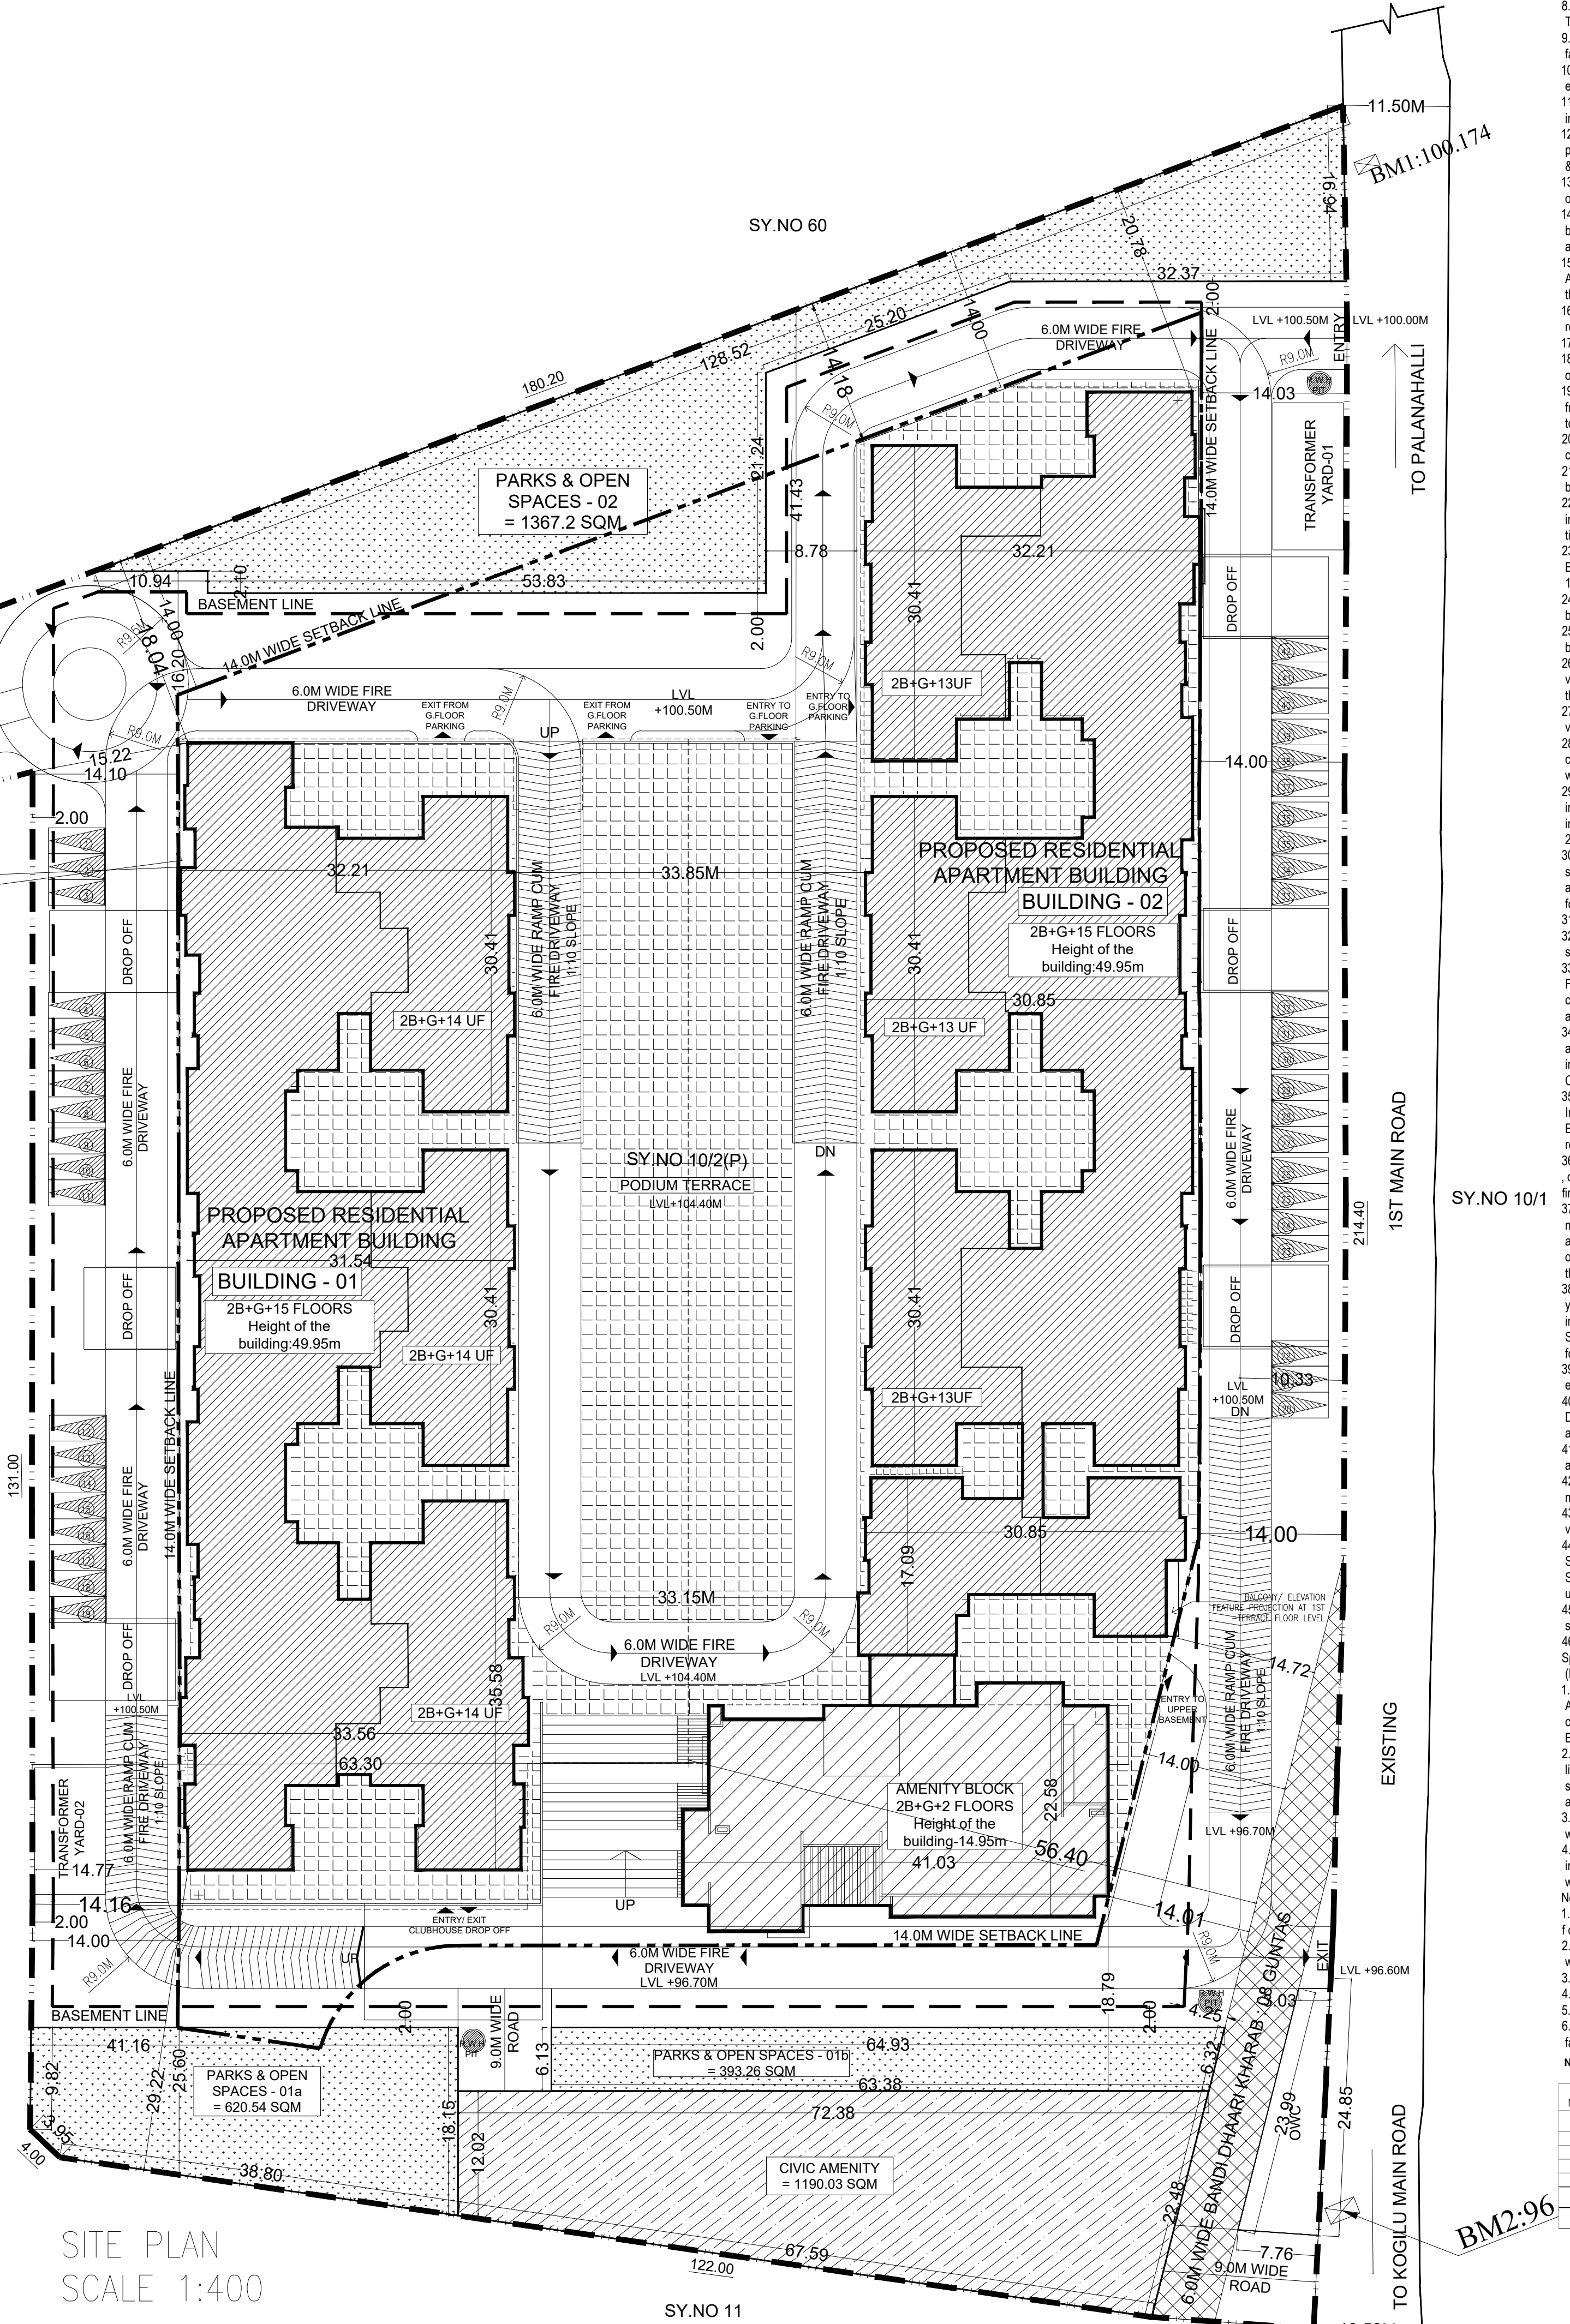 11.50M
BM1:100.174
16.94
SY.NO 60
20.78
32.37
2.00
14.00
25.20
6.0M WIDE FIRE
DRIVEWAY
LVL +100.50M
LVL +100.00M
ENTRY
R9.0M
R.W.H
PIT
14.03
14.0M WIDE SETBACK LINE
TRANSFORMER
YARD-01
TO PALANAHALLI
128.52
180.20
14.18
R9.0M
21.24
41.43
PARKS & OPEN
SPACES - 02
= 1367.2 SQM
8.78
32.21
30.41
10.94
2.10
53.83
BASEMENT LINE
14.00
18.04
R9.5M
16.20
14.0M WIDE SETBACK LINE
2.00
R9.0M
DROP OFF
2B+G+13UF
6.0M WIDE FIRE
DRIVEWAY
R9.0M
LVL
+100.50M
EXIT FROM
G.FLOOR
PARKING
EXIT FROM
G.FLOOR
PARKING
ENTRY TO
G.FLOOR
PARKING
ENTRY TO
G.FLOOR
PARKING
UP
R9.0M
15.22
14.10
2.00
14.00
32.21
33.85M
6.0M WIDE RAMP CUM
FIRE DRIVEWAY
1:10 SLOPE
6.0M WIDE RAMP CUM
FIRE DRIVEWAY
1:10 SLOPE
PROPOSED RESIDENTIAL
APARTMENT BUILDING
BUILDING - 02
2B+G+15 FLOORS
Height of the
building:49.95m
30.41
30.41
DROP OFF
DROP OFF
30.85
2B+G+14 UF
2B+G+13 UF
6.0M WIDE FIRE
DRIVEWAY
6.0M WIDE FIRE
DRIVEWAY
DN
SY.NO 10/2(P)
PODIUM TERRACE
LVL+104.40M
1ST MAIN ROAD
SY.NO 10/1
214.40
PROPOSED RESIDENTIAL
APARTMENT BUILDING
31.54
BUILDING - 01
2B+G+15 FLOORS
Height of the
building:49.95m
30.41
30.41
DROP OFF
DROP OFF
2B+G+14 UF
2B+G+13UF
10.33
LVL
+100.50M
DN
14.0M WIDE SETBACK LINE
131.00
6.0M WIDE FIRE
DRIVEWAY
30.85
14.00
17.09
33.15M
R9.0M
R9.0M
BALCONY/ ELEVATION
FEATURE PROJECTION AT 1ST
-TERRACE FLOOR LEVEL
6.0M WIDE FIRE
DRIVEWAY
LVL +104.40M
DROP OFF
LVL
+100.50M
35.58
2B+G+14 UF
33.56
63.30
14.72
ENTRY TO
UPPER
BASEMENT
6.0M WIDE RAMP CUM
FIRE DRIVEWAY
1:10 SLOPE
14.00
EXISTING
TRANSFORMER
YARD-02
6.0M WIDE RAMP CUM
FIRE DRIVEWAY
1:10 SLOPE
AMENITY BLOCK
2B+G+2 FLOORS
Height of the
building-14.95m
22.58
41.03
56.40
LVL +96.70M
14.77
14.16
2.00
14.00
R9.0M
UP
ENTRY/ EXIT
CLUBHOUSE DROP OFF
UP
14.01
14.0M WIDE SETBACK LINE
6.0M WIDE FIRE
DRIVEWAY
LVL +96.70M
R9.0M
EXIT
LVL +96.60M
18.79
R.W.H
PIT
4.25
9.03
BASEMENT LINE
2.00
9.0M WIDE
ROAD
2.00
41.16
R.W.H
PIT
6.13
PARKS & OPEN SPACES - 01b
= 393.26 SQM
64.93
63.38
6.32
9.82
29.22
25.60
PARKS & OPEN
SPACES - 01a
= 620.54 SQM
18.15
12.02
72.38
3.95
4.00
38.80
CIVIC AMENITY
= 1190.03 SQM
22.48
6.0M WIDE BANDI DHAARI KHARAB - 08 GUNTAS
23.99
OWC
24.85
TO KOGILU MAIN ROAD
BM2:96
67.59
122.00
7.76
9.0M WIDE
ROAD
SITE PLAN
SCALE 1:400
SY.NO 11